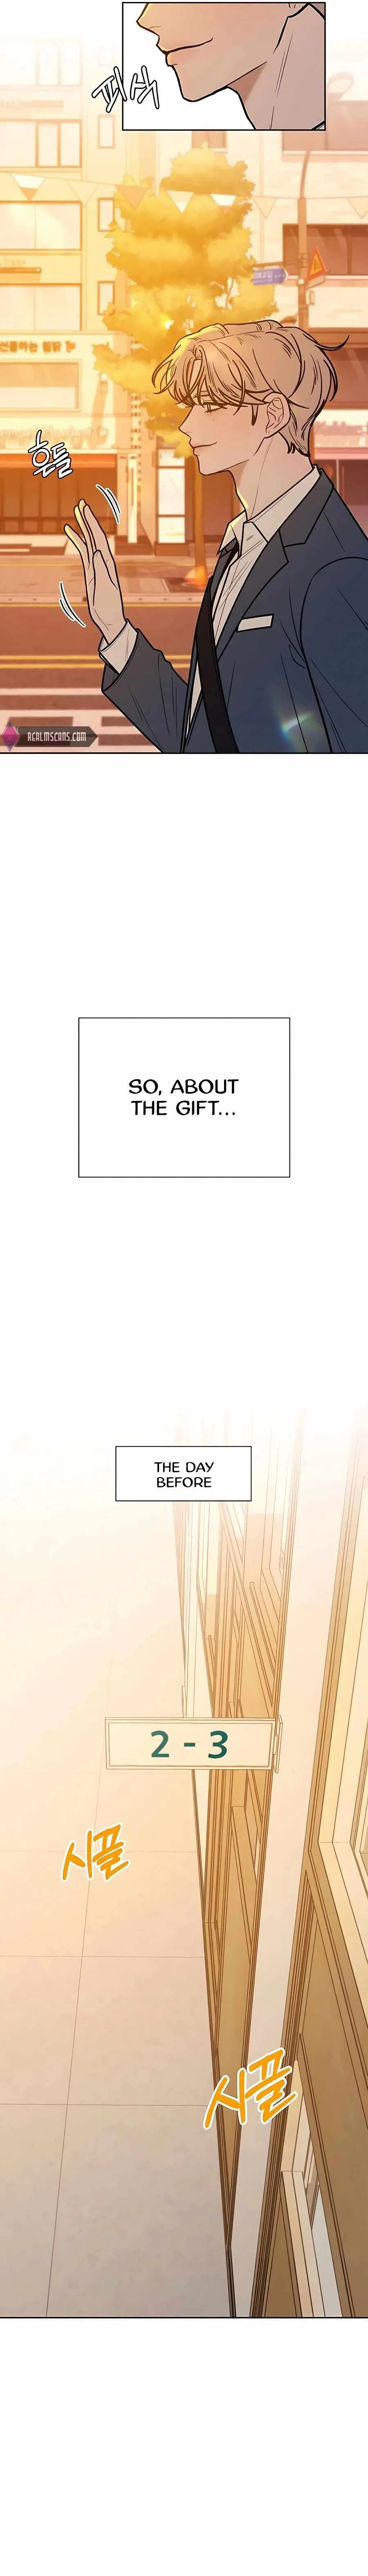 피식
흔들
REALMSCANS.COM
SO, ABOUT
THE GIFT...
THE DAY
BEFORE
2 - 3
시끌
시끌